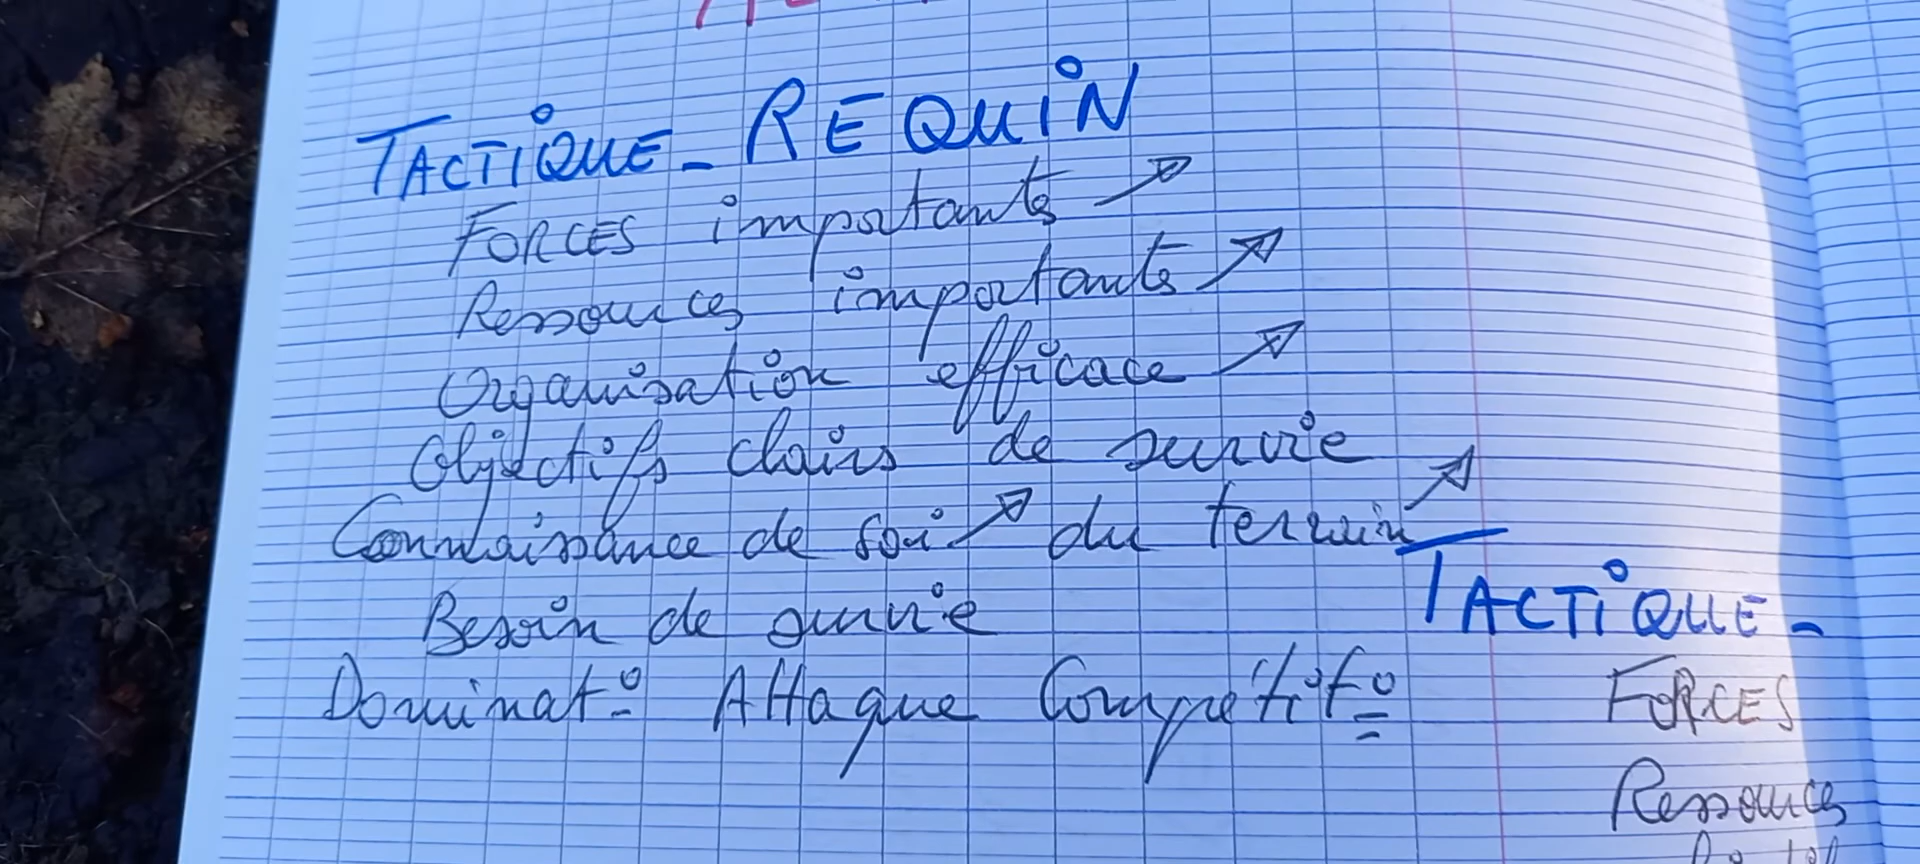 TACTIQUE - REQUIN
FORCES importants ↗
Ressources importants ↗
Organisation efficace ↗
Objectifs clairs de survie
Connaissance de soi ↗ du terrain ↗
Besoin de survie
Dominat° Attaque Compétit°
TACTIQUE -
FORCES
Ressources